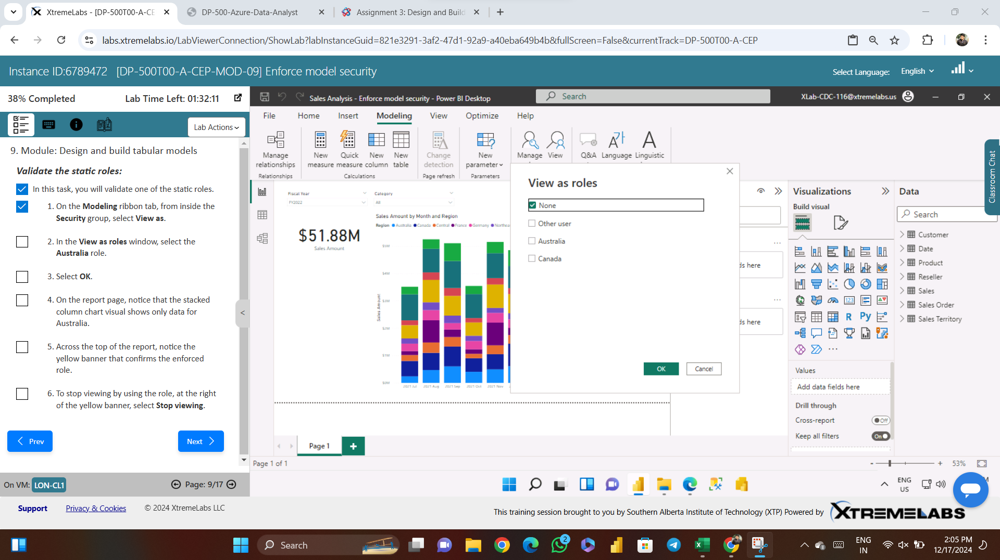 XtremeLabs - [DP-500T00-A-CE
DP-500-Azure-Data-Analyst
Assignment 3: Design and Build
labs.xtremelabs.io/LabViewerConnection/ShowLab?labInstanceGuid=821e3291-3af2-47d1-92a9-a40eba649b4b&fullScreen=False&currentTrack=DP-500T00-A-CEP
Instance ID:6789472 [DP-500T00-A-CEP-MOD-09] Enforce model security
Select Language: English
38% Completed
Lab Time Left: 01:32:11
Lab Actions
9. Module: Design and build tabular models
Validate the static roles:
In this task, you will validate one of the static roles.
1. On the Modeling ribbon tab, from inside the
Security group, select View as.
2. In the View as roles window, select the
Australia role.
3. Select OK.
4. On the report page, notice that the stacked
column chart visual shows only data for
Australia.
5. Across the top of the report, notice the
yellow banner that confirms the enforced
role.
6. To stop viewing by using the role, at the right
of the yellow banner, select Stop viewing.
Prev
Next
On VM: LON-CL1
Page: 9/17
Sales Analysis - Enforce model security - Power BI Desktop
Search
XLab-CDC-116@xtremelabs.us
File Home Insert Modeling View Optimize Help
Manage
relationships
Relationships
New
measure
Quick
measure
New
column
New
table
Calculations
Change
detection
Page refresh
New
parameter
Parameters
Manage
View
Q&A
Language
Linguistic
Fiscal Year
FY2022
Category
All
$51.88M
Sales Amount
Sales Amount by Month and Region
Region Australia Canada Central France Germany Northea
Sales Amount
$5M
$4M
$3M
$2M
$1M
$0M
2021 Jul 2021 Aug 2021 Sep 2021 Oct 2021 Nov
View as roles
None
Other user
Australia
Canada
OK
Cancel
ds here
ds here
Visualizations
Build visual
123
R
Py
Values
Add data fields here
Drill through
Cross-report
Off
Keep all filters
On
Data
Search
Customer
Date
Product
Reseller
Sales
Sales Order
Sales Territory
Classroom Chat
Page 1
+
Page 1 of 1
- + 53%
ENG
US
M
Support
Privacy & Cookies
© 2024 XtremeLabs LLC
This training session brought to you by Southern Alberta Institute of Technology (XTP) Powered by
XTREMELABS
Search
2
ENG
IN
2:05 PM
12/17/2024